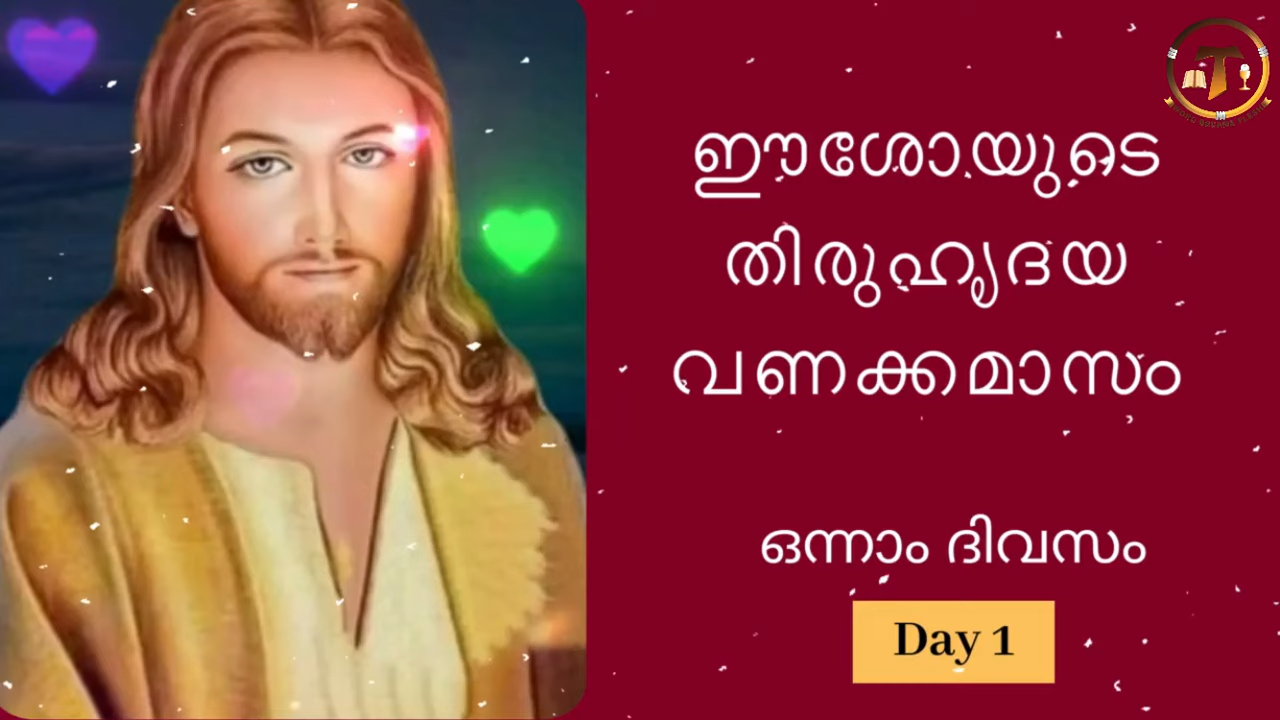 ഈശോയുടെ
തിരുഹൃദയ
വണക്കമാസം
ഒന്നാം ദിവസം
Day 1